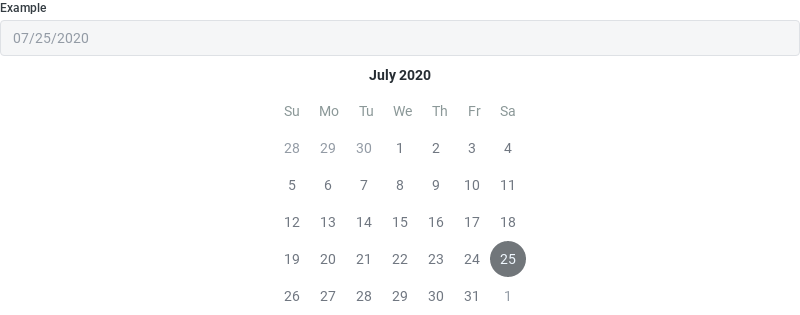 Example
07/25/2020
July 2020
Su Mo Tu We Th Fr Sa
28 29 30 1 2 3 4
5 6 7 8 9 10 11
12 13 14 15 16 17 18
19 20 21 22 23 24 25
26 27 28 29 30 31 1